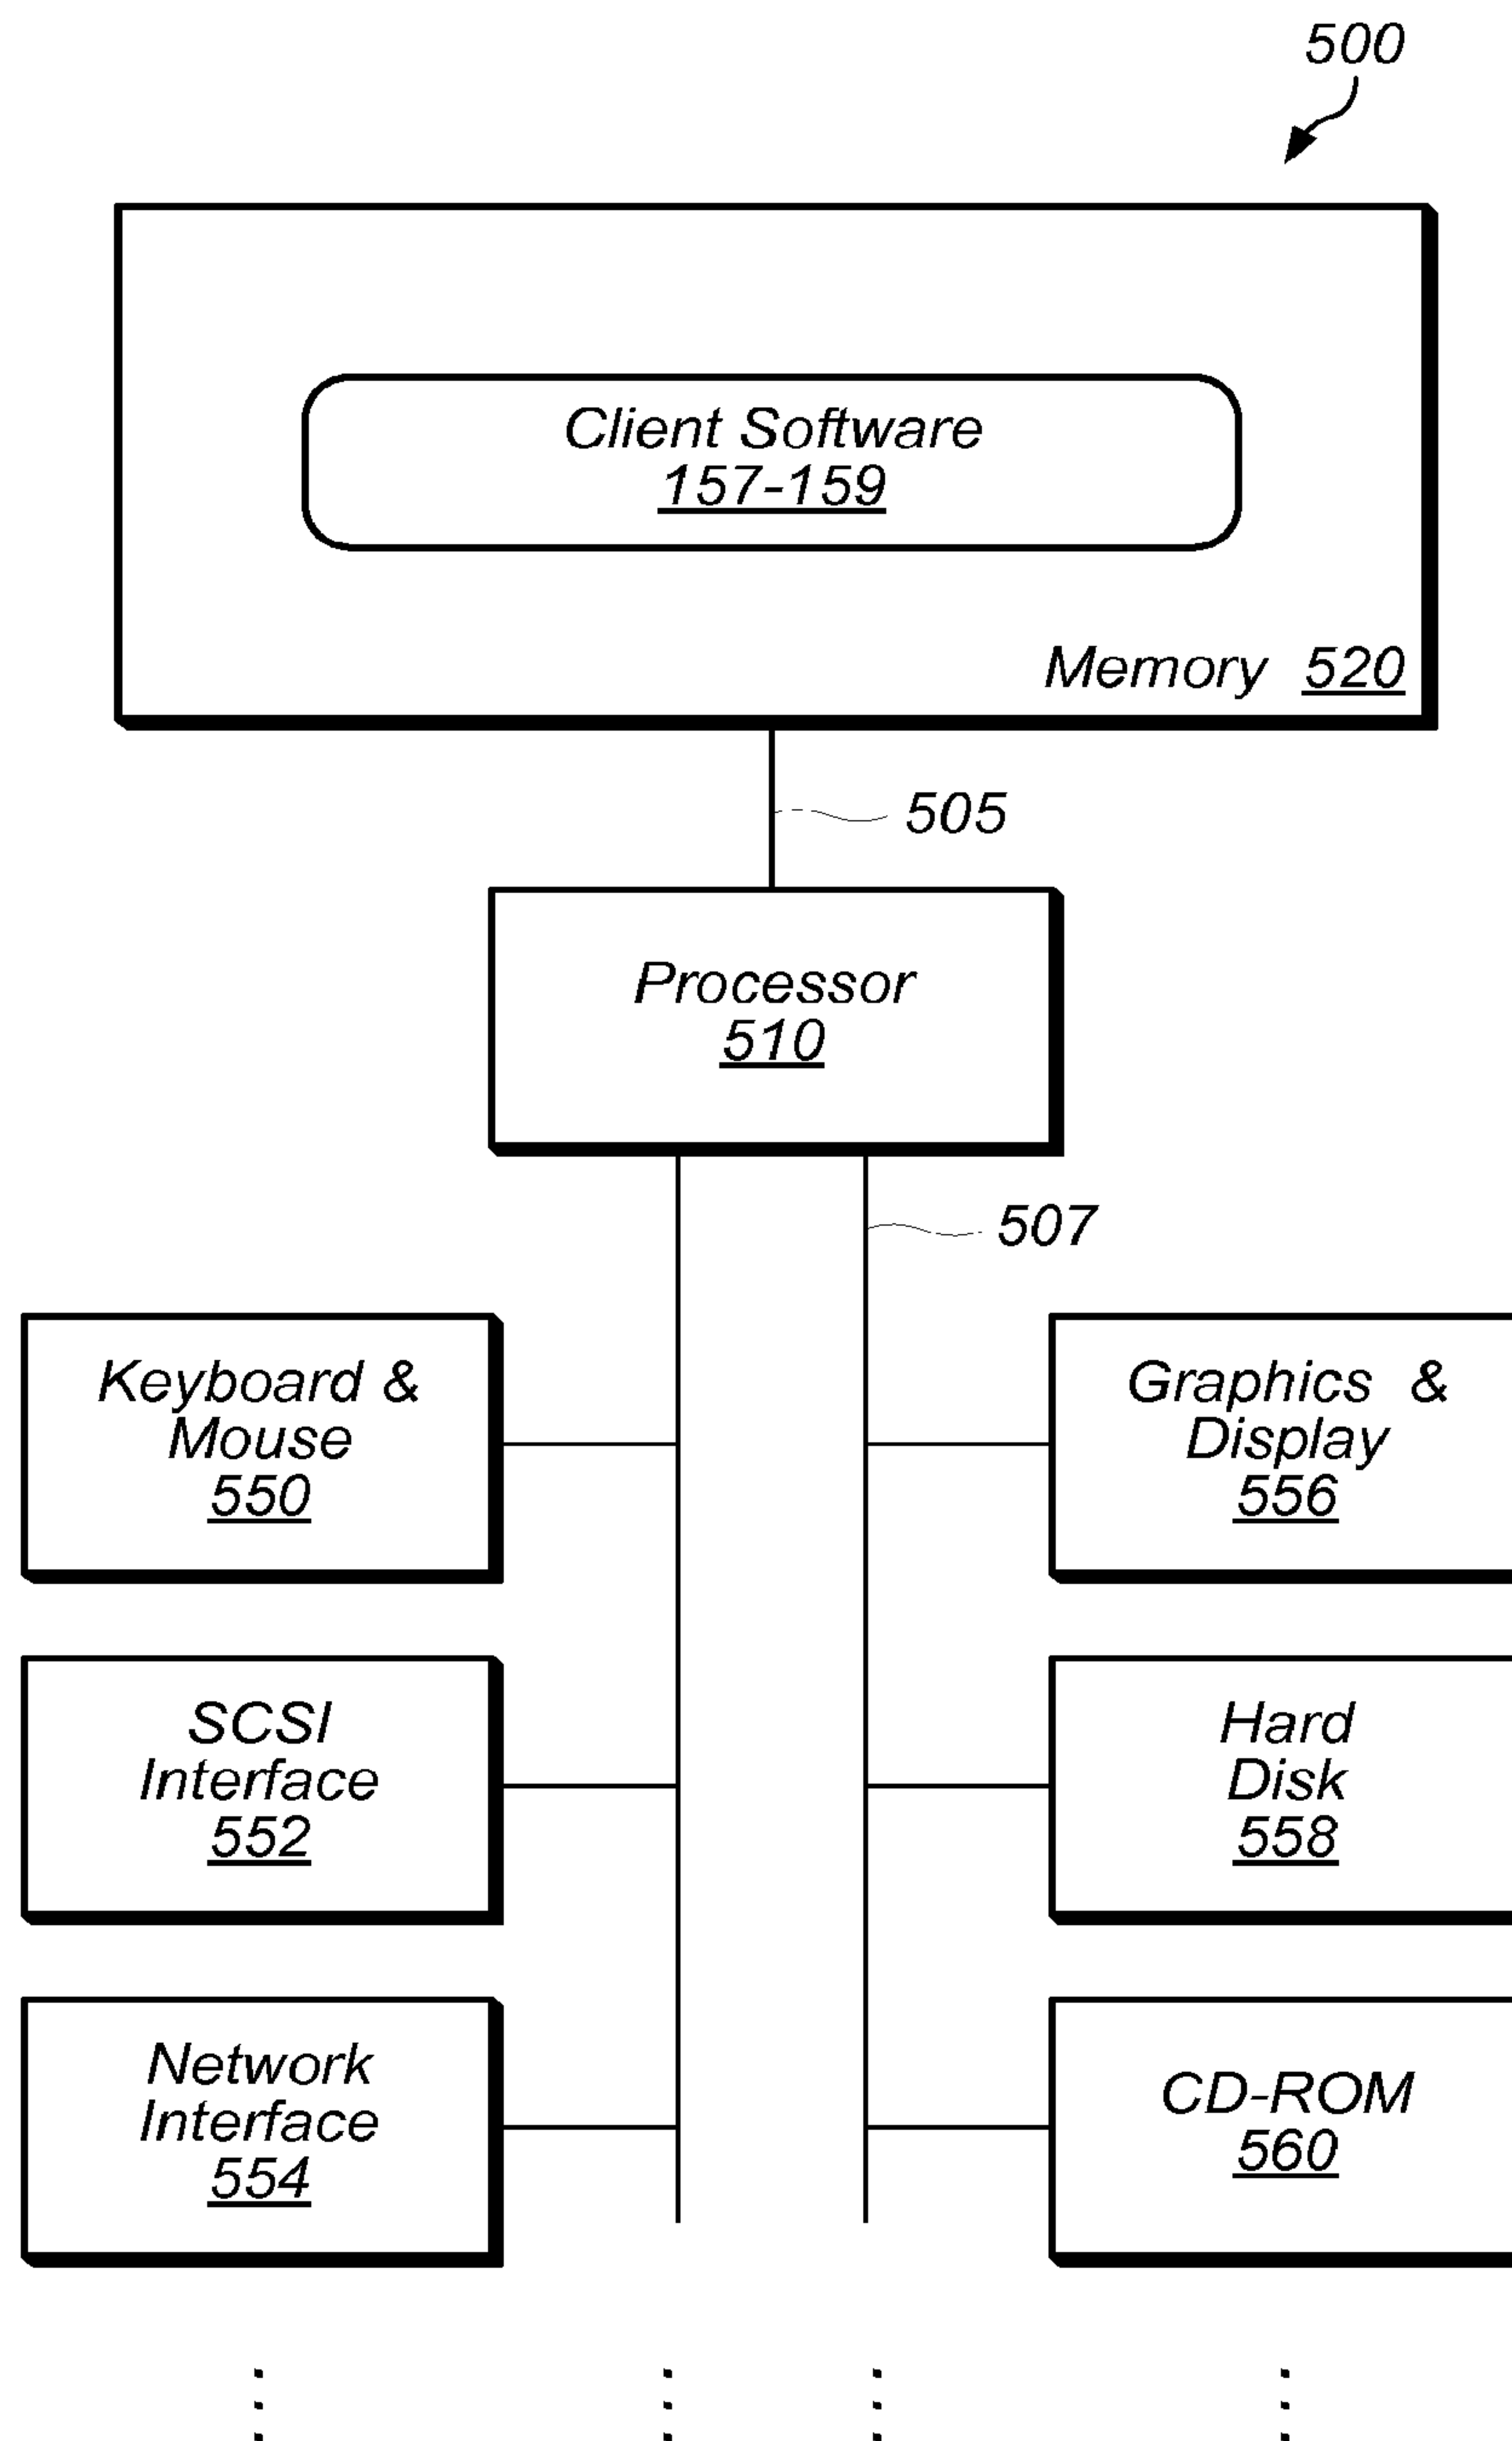 500
Client Software
157-159
Memory 520
505
Processor
510
507
Keyboard &
Mouse
550
Graphics &
Display
556
SCSI
Interface
552
Hard
Disk
558
Network
Interface
554
CD-ROM
560